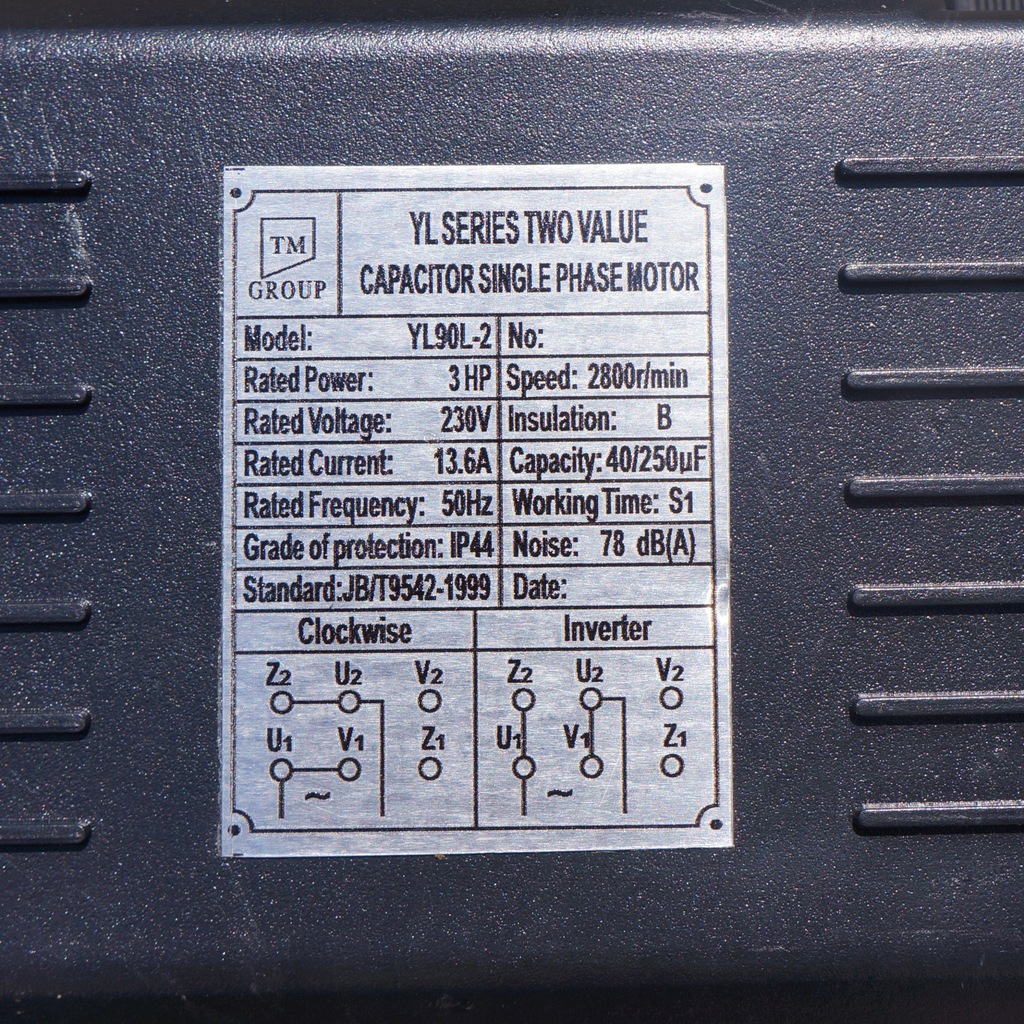 TM
GROUP
YL SERIES TWO VALUE
CAPACITOR SINGLE PHASE MOTOR
Model: YL90L-2 No:
Rated Power: 3 HP Speed: 2800r/min
Rated Voltage: 230V Insulation: B
Rated Current: 13.6A Capacity: 40/250μF
Rated Frequency: 50Hz Working Time: S1
Grade of protection: IP44 Noise: 78 dB(A)
Standard:JB/T9542-1999 Date:
Clockwise Inverter
Z2 U2 V2 Z2 U2 V2
U1 V1 Z1 U1 V1 Z1
~ ~